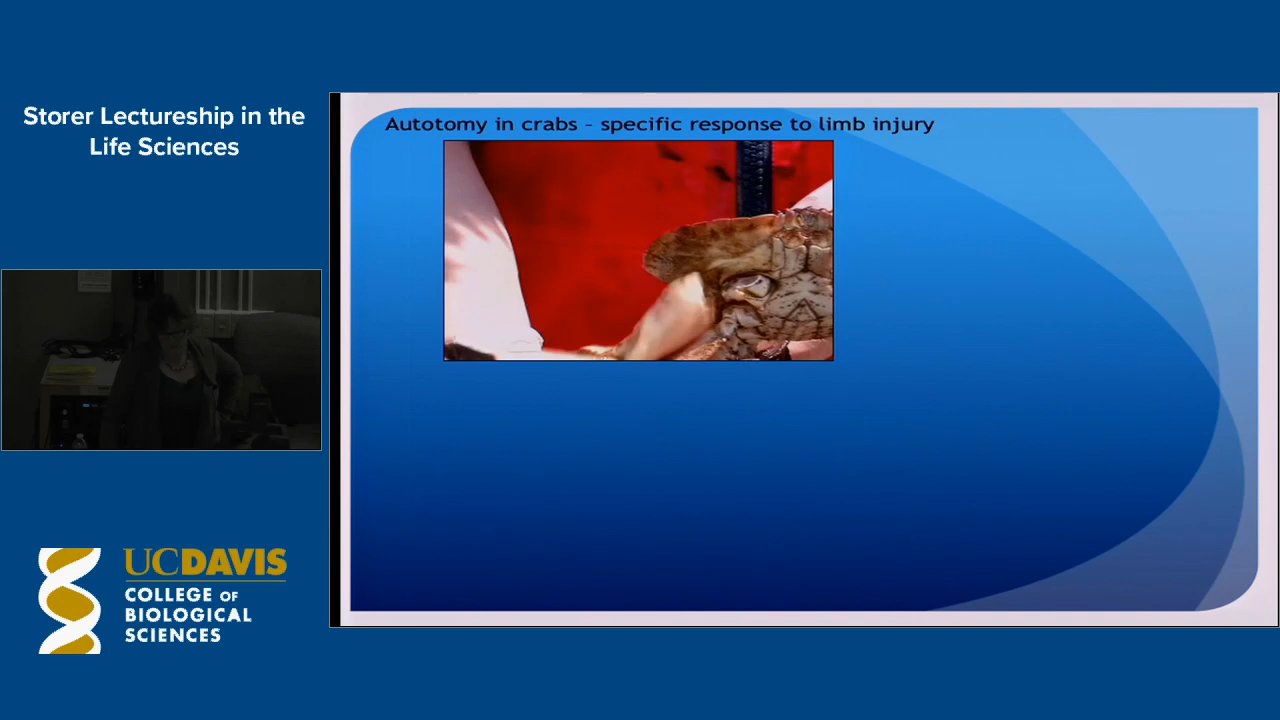 Storer Lectureship in the
Life Sciences
Autotomy in crabs - specific response to limb injury
UCDAVIS
COLLEGE OF
BIOLOGICAL
SCIENCES